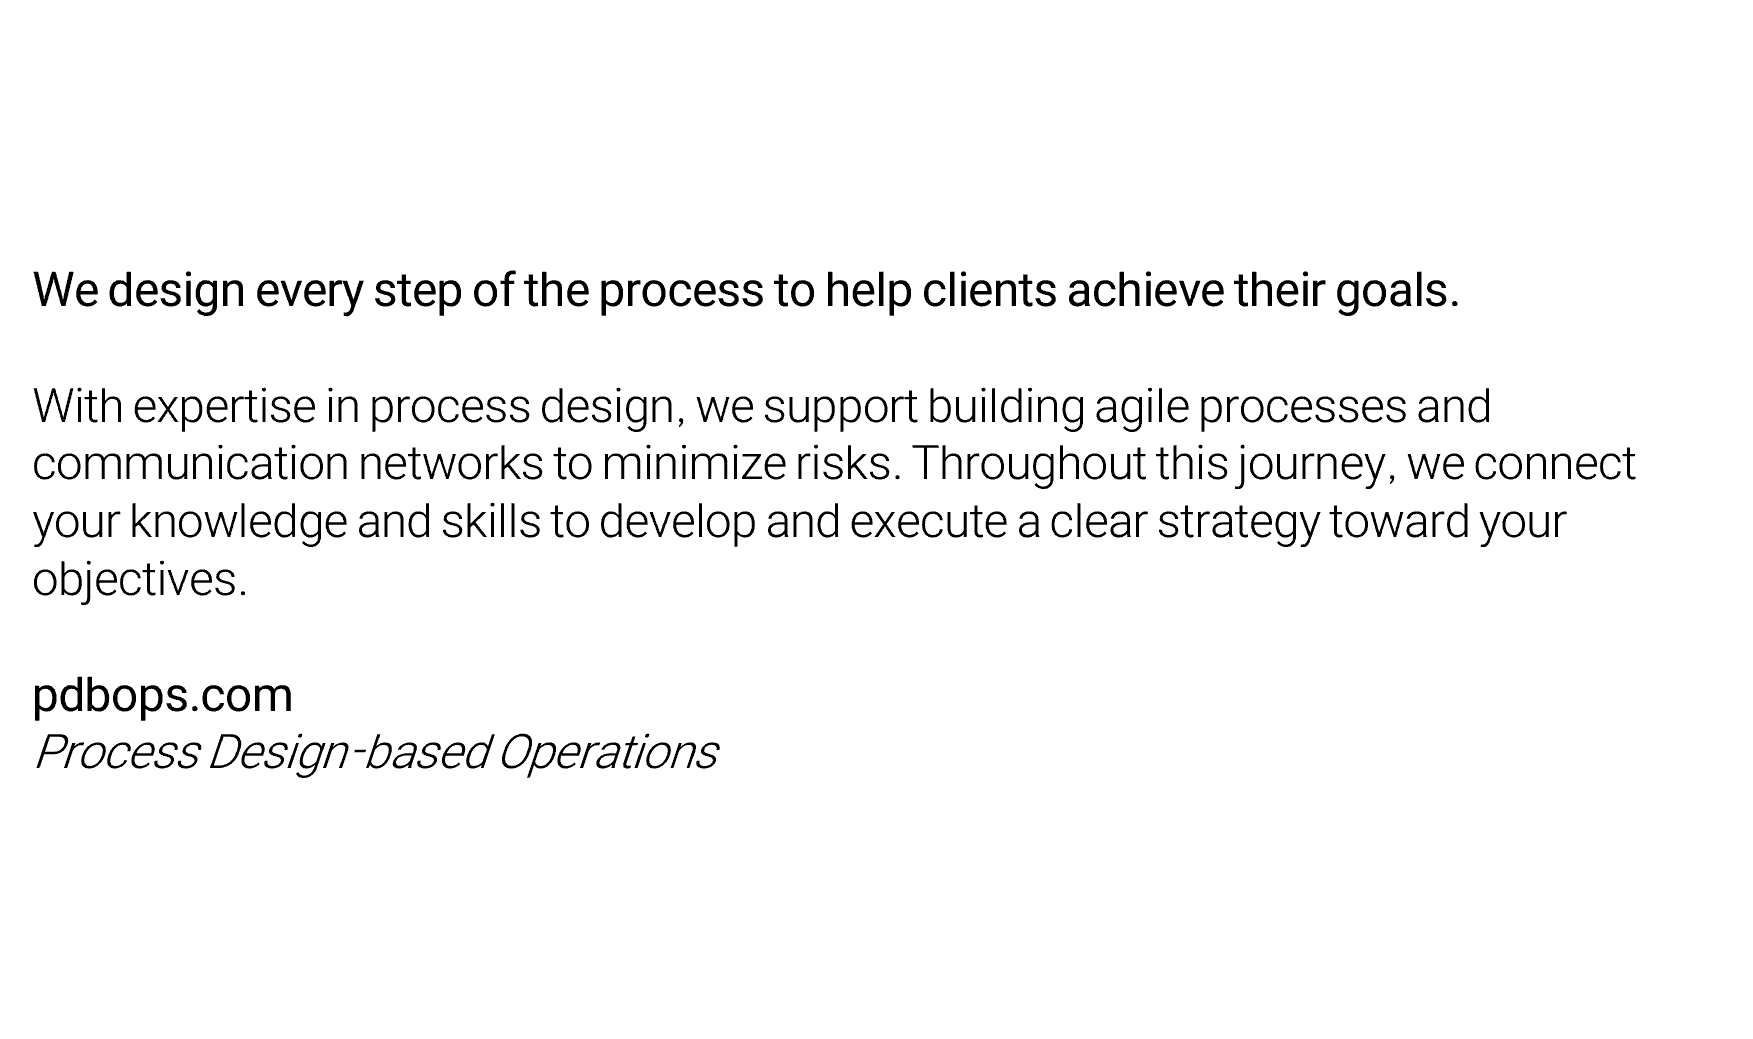 We design every step of the process to help clients achieve their goals.
With expertise in process design, we support building agile processes and
communication networks to minimize risks. Throughout this journey, we connect
your knowledge and skills to develop and execute a clear strategy toward your
objectives.
pdbops.com
Process Design-based Operations